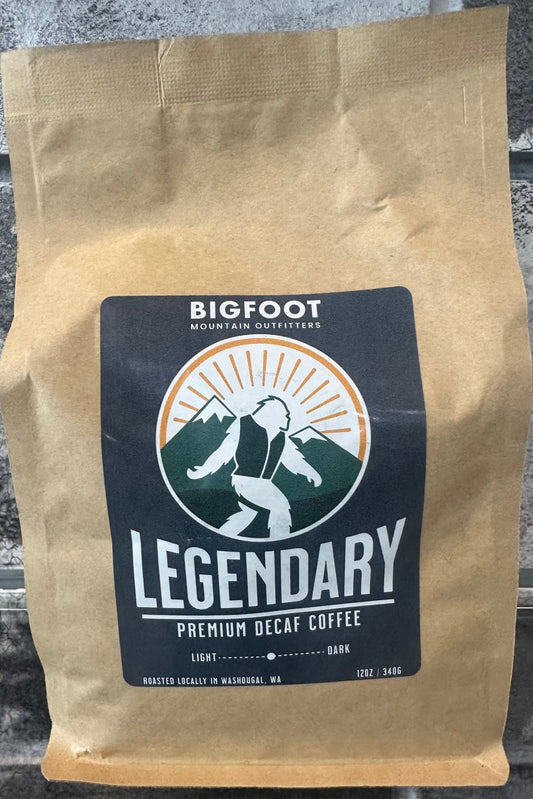 BIGFOOT
MOUNTAIN OUTFITTERS
LEGENDARY
PREMIUM DECAF COFFEE
LIGHT DARK
ROASTED LOCALLY IN WASHOUGAL, WA 12OZ / 340G